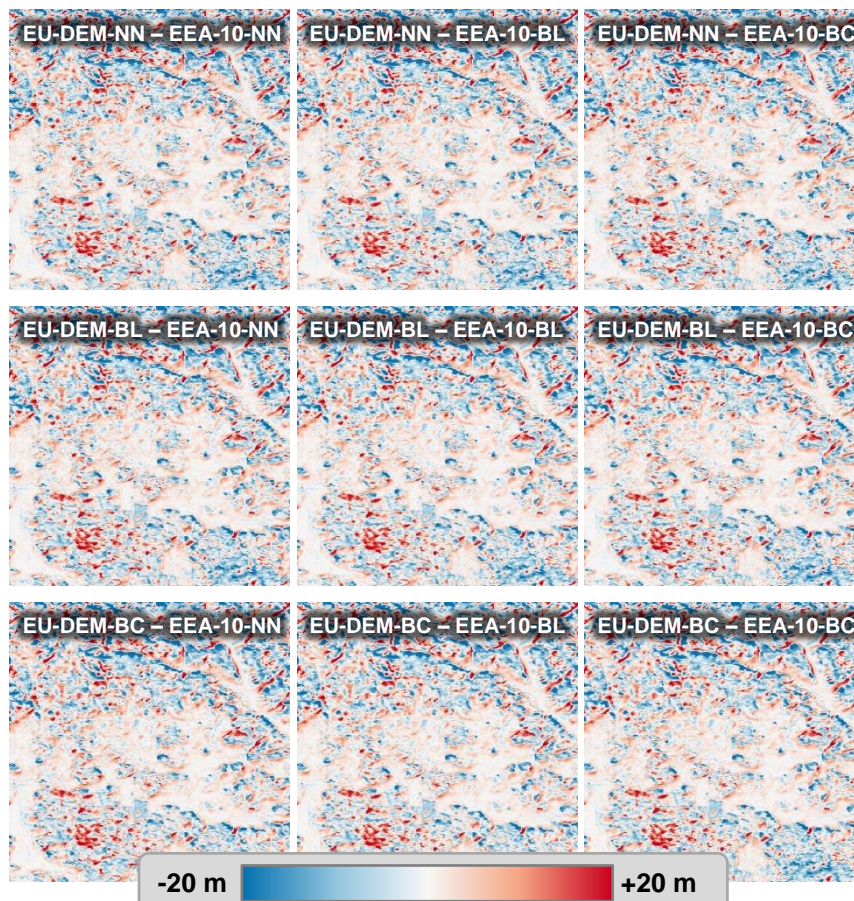 EU-DEM-NN – EEA-10-NN
EU-DEM-NN – EEA-10-BL
EU-DEM-NN – EEA-10-BC
EU-DEM-BL – EEA-10-NN
EU-DEM-BL – EEA-10-BL
EU-DEM-BL – EEA-10-BC
EU-DEM-BC – EEA-10-NN
EU-DEM-BC – EEA-10-BL
EU-DEM-BC – EEA-10-BC
-20 m
+20 m